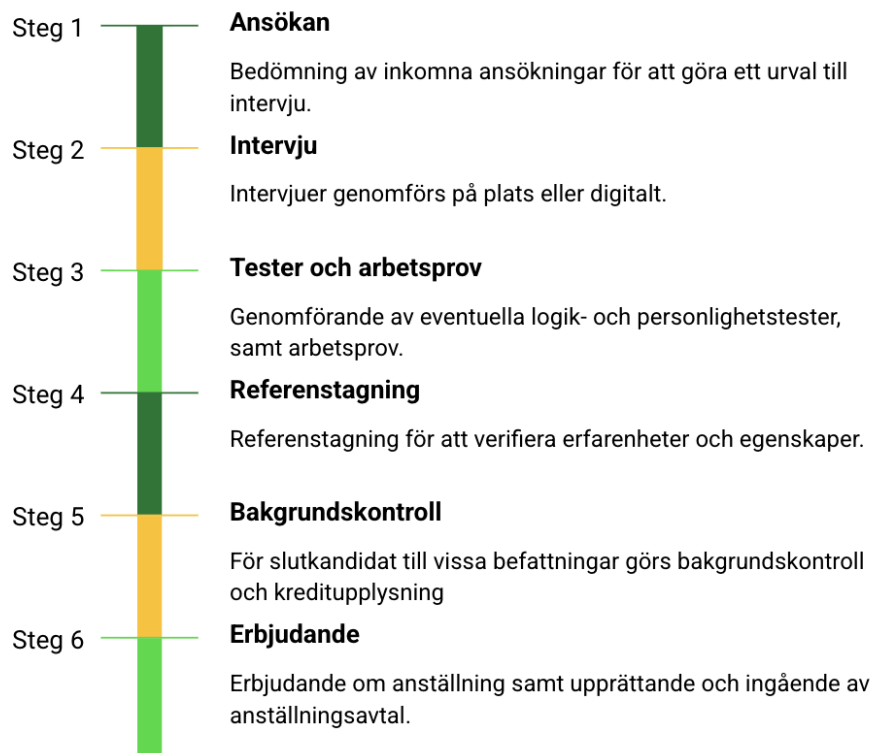 Steg 1
Ansökan
Bedömning av inkomna ansökningar för att göra ett urval till
intervju.
Steg 2
Intervju
Intervjuer genomförs på plats eller digitalt.
Steg 3
Tester och arbetsprov
Genomförande av eventuella logik- och personlighetstester,
samt arbetsprov.
Steg 4
Referenstagning
Referenstagning för att verifiera erfarenheter och egenskaper.
Steg 5
Bakgrundskontroll
För slutkandidat till vissa befattningar görs bakgrundskontroll
och kreditupplysning
Steg 6
Erbjudande
Erbjudande om anställning samt upprättande och ingående av
anställningsavtal.